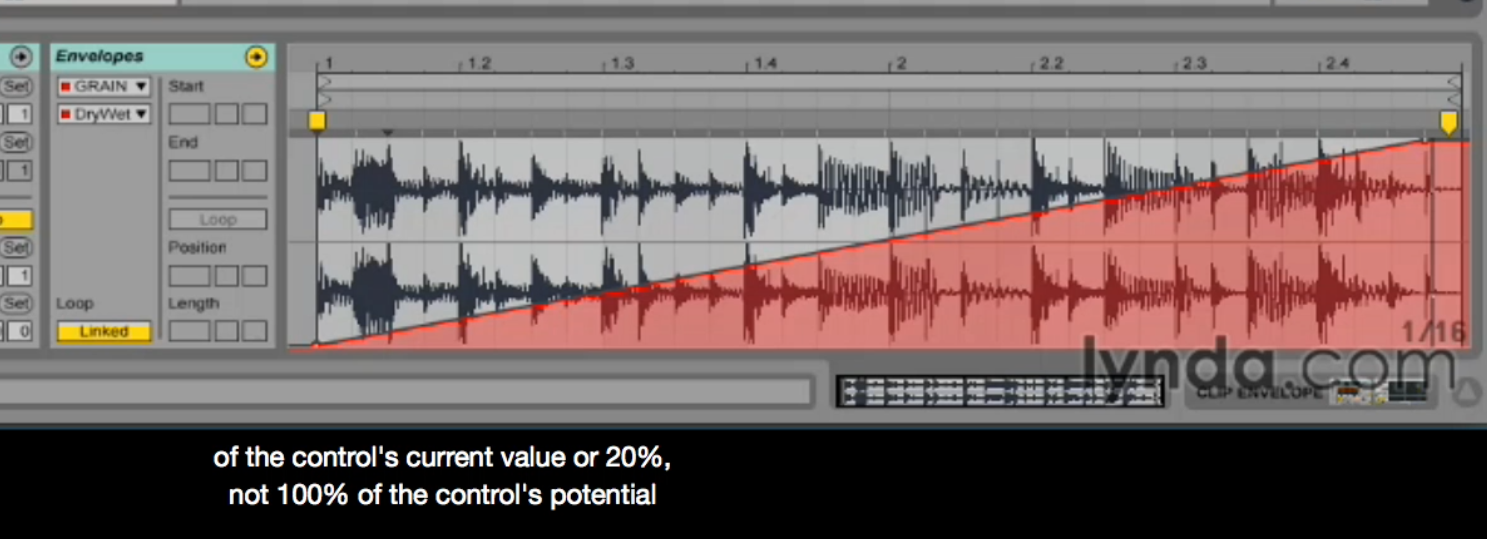 Envelopes
Set
GRAIN
Start
1
DryWet
Set
End
1
Loop
Set
Position
1
Set
Loop
Length
0
Linked
1
1.2
1.3
1.4
2
2.2
2.3
2.4
1/16
lynda.com
CLIP ENVELOPE
of the control's current value or 20%,
not 100% of the control's potential